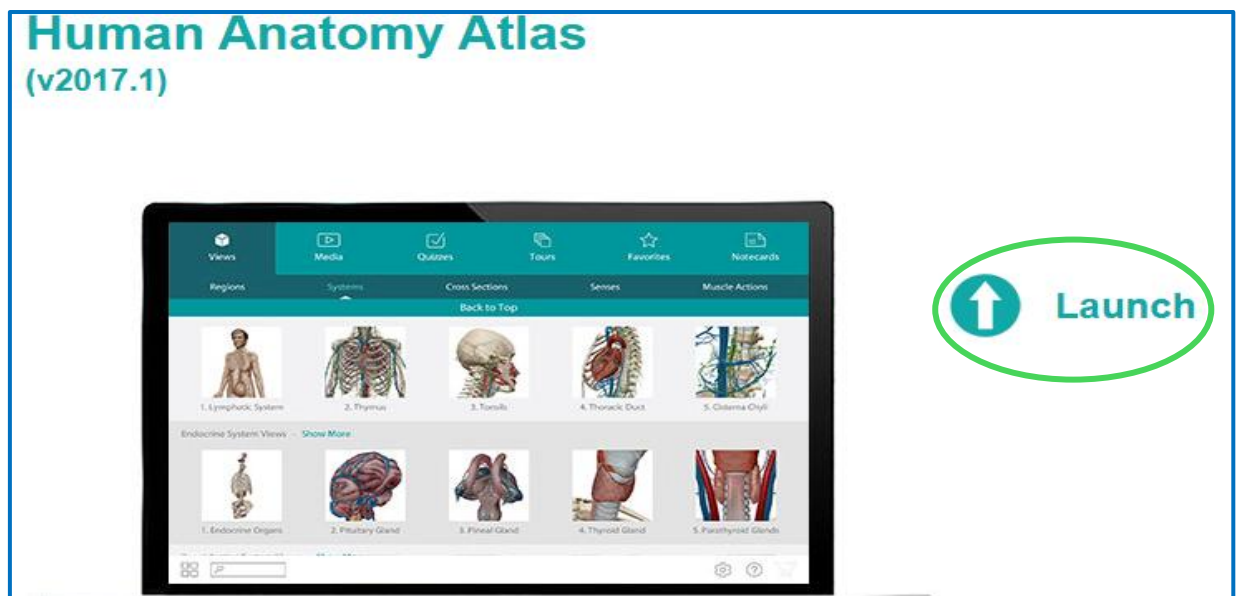 Human Anatomy Atlas
(v2017.1)
Views Media Quizzes Tours Favorites Notecards
Regions Systems Cross Sections Senses Muscle Actions
Back to Top
Launch
1. Lymphatic System 2. Thymus 3. Tonsils 4. Thoracic Duct 5. Cisterna Chyli
Endocrine System Views - Show More
1. Endocrine Organs 2. Pituitary Gland 3. Pineal Gland 4. Thyroid Gland 5. Parathyroid Glands